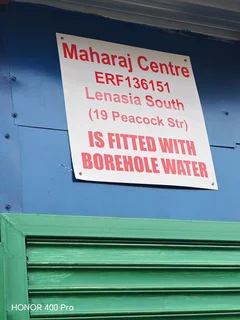 Maharaj Centre
ERF136151
Lenasia South
(19 Peacock Str)
IS FITTED WITH
BOREHOLE WATER
HONOR 400 Pro